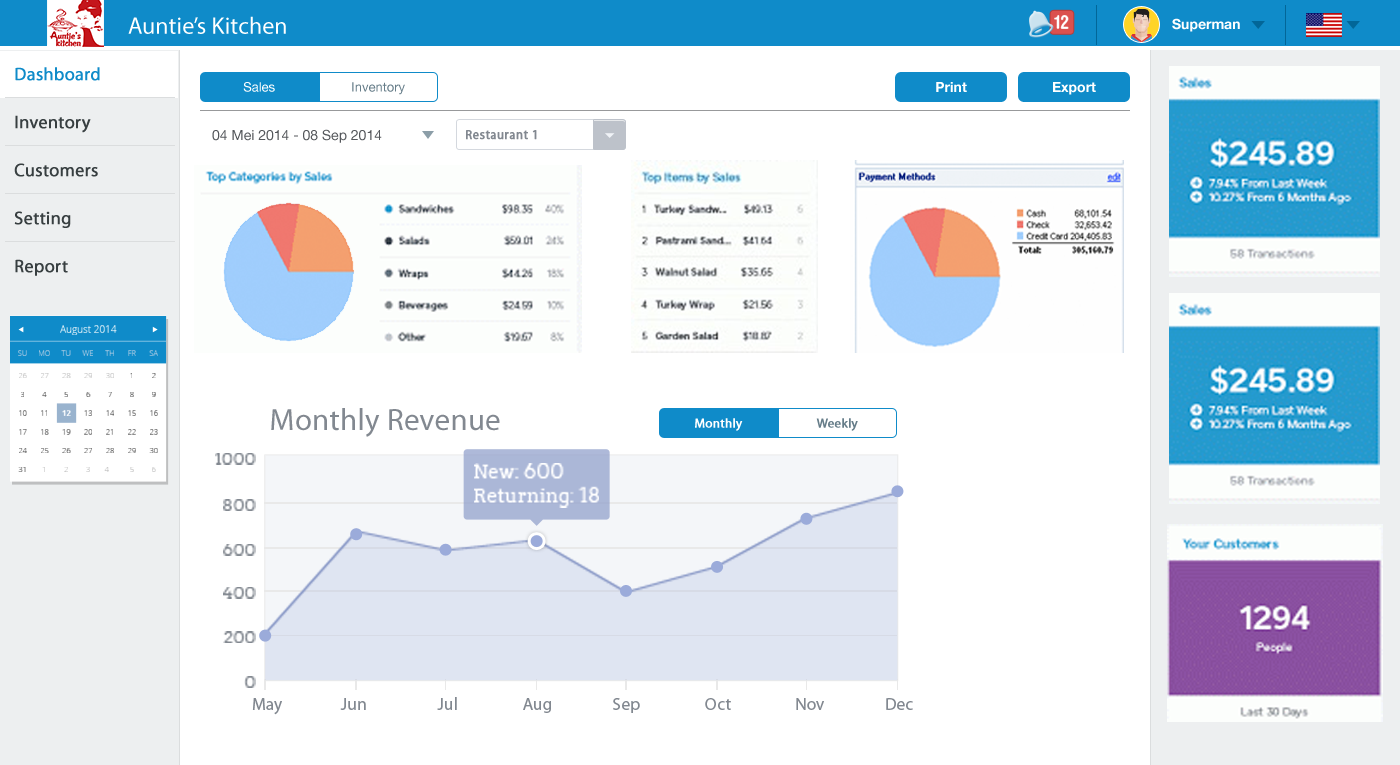 Auntie's kitchen
Auntie's Kitchen
12
Superman
Dashboard
Inventory
Customers
Setting
Report
August 2014
SU MO TU WE TH FR SA
26 27 28 29 30 1 2
3 4 5 6 7 8 9
10 11 12 13 14 15 16
17 18 19 20 21 22 23
24 25 26 27 28 29 30
31 1 2 3 4 5 6
Sales Inventory
Print Export
04 Mei 2014 - 08 Sep 2014
Restaurant 1
Top Categories by Sales
Sandwiches $98.35 40%
Salads $59.01 24%
Wraps $44.26 18%
Beverages $24.59 10%
Other $19.67 8%
Top Items by Sales
1 Turkey Sandw... $49.13 6
2 Pastrami Sand... $41.64 6
3 Walnut Salad $35.65 4
4 Turkey Wrap $21.56 3
5 Garden Salad $18.87 2
Payment Methods edit
Cash 68,101.54
Check 32,653.42
Credit Card 204,405.83
Total: 305,160.79
Monthly Revenue
Monthly Weekly
1000
800
600
400
200
0
New: 600
Returning: 18
May Jun Jul Aug Sep Oct Nov Dec
Sales
$245.89
7.94% From Last Week
10.27% From 6 Months Ago
58 Transactions
Sales
$245.89
7.94% From Last Week
10.27% From 6 Months Ago
58 Transactions
Your Customers
1294
People
Last 30 Days